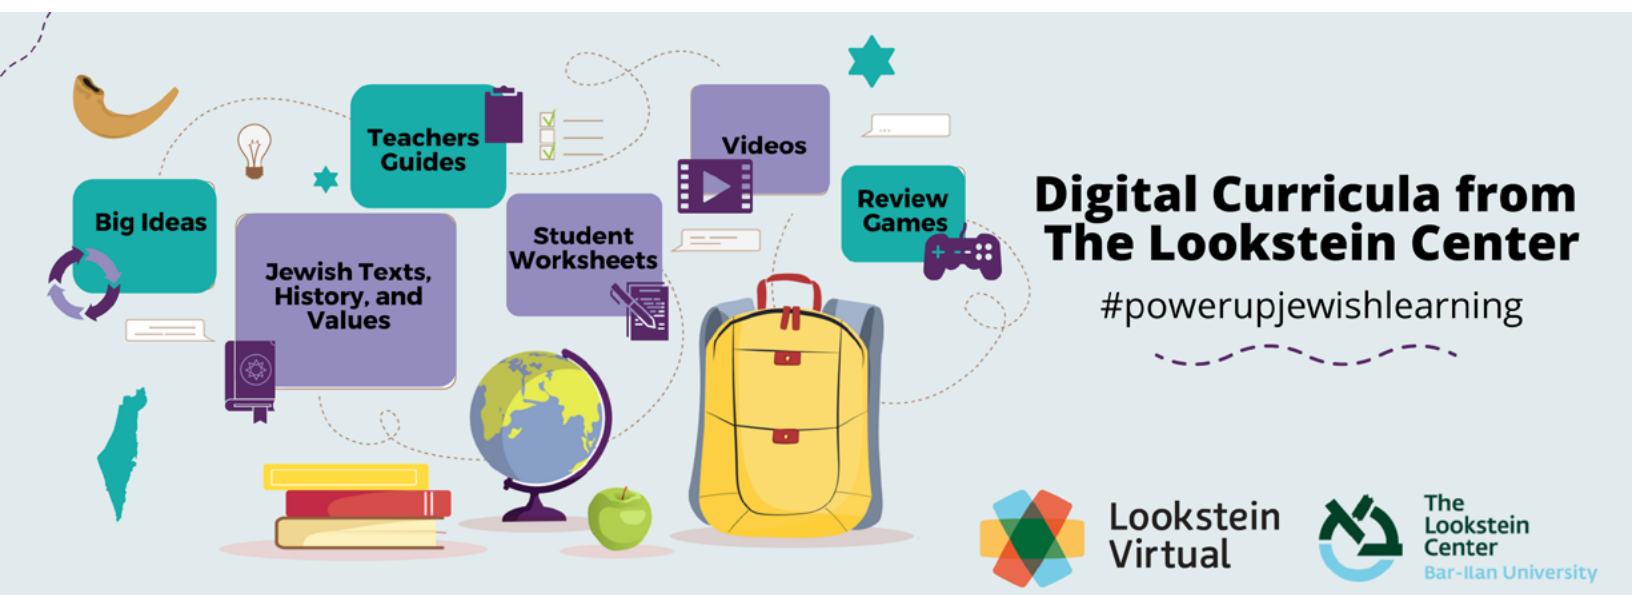 Big Ideas
Teachers
Guides
Jewish Texts,
History, and
Values
Student
Worksheets
Videos
Review
Games
Digital Curricula from
The Lookstein Center
#powerupjewishlearning
Lookstein
Virtual
The
Lookstein
Center
Bar-Ilan University